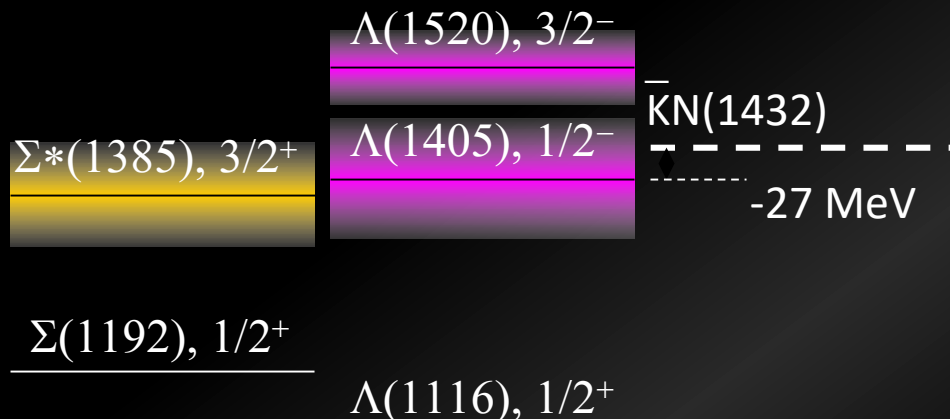 Λ(1520), 3/2⁻
K̅N(1432)
Σ*(1385), 3/2⁺
Λ(1405), 1/2⁻
-27 MeV
Σ(1192), 1/2⁺
Λ(1116), 1/2⁺